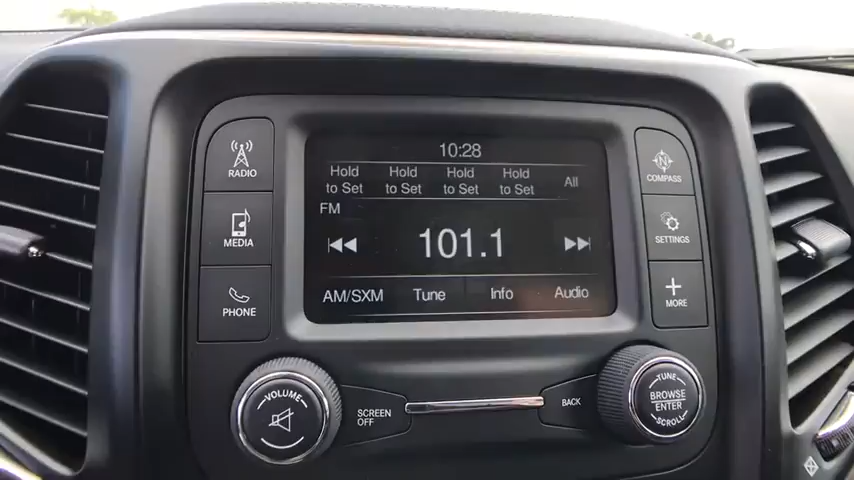 10:28
Hold to Set
Hold to Set
Hold to Set
Hold to Set
All
FM
101.1
AM/SXM Tune Info Audio
RADIO
MEDIA
PHONE
COMPASS
SETTINGS
MORE
VOLUME
SCREEN
OFF
BACK
TUNE
BROWSE
ENTER
SCROLL